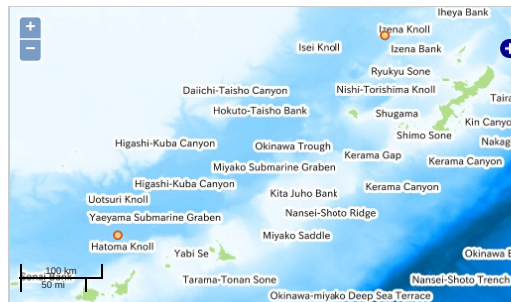 Iheya Bank
+
Izena Knoll
−
Isei Knoll
Izena Bank
Ryukyu Sone
Daiichi-Taisho Canyon
Nishi-Torishima Knoll
Taira
Hokuto-Taisho Bank
Shugama
Kin Canyo
Shimo Sone
Higashi-Kuba Canyon
Okinawa Trough
Nakag
Kerama Gap
Kerama Canyon
Miyako Submarine Graben
Higashi-Kuba Canyon
Kerama Canyon
Uotsuri Knoll
Kita Juho Bank
Yaeyama Submarine Graben
Nansei-Shoto Ridge
Miyako Saddle
Hatoma Knoll
Yabi Se
Okinawa B
100 km
Sonai Bank
50 mi
Tarama-Tonan Sone
Nansei-Shoto Trench
Okinawa-miyako Deep Sea Terrace